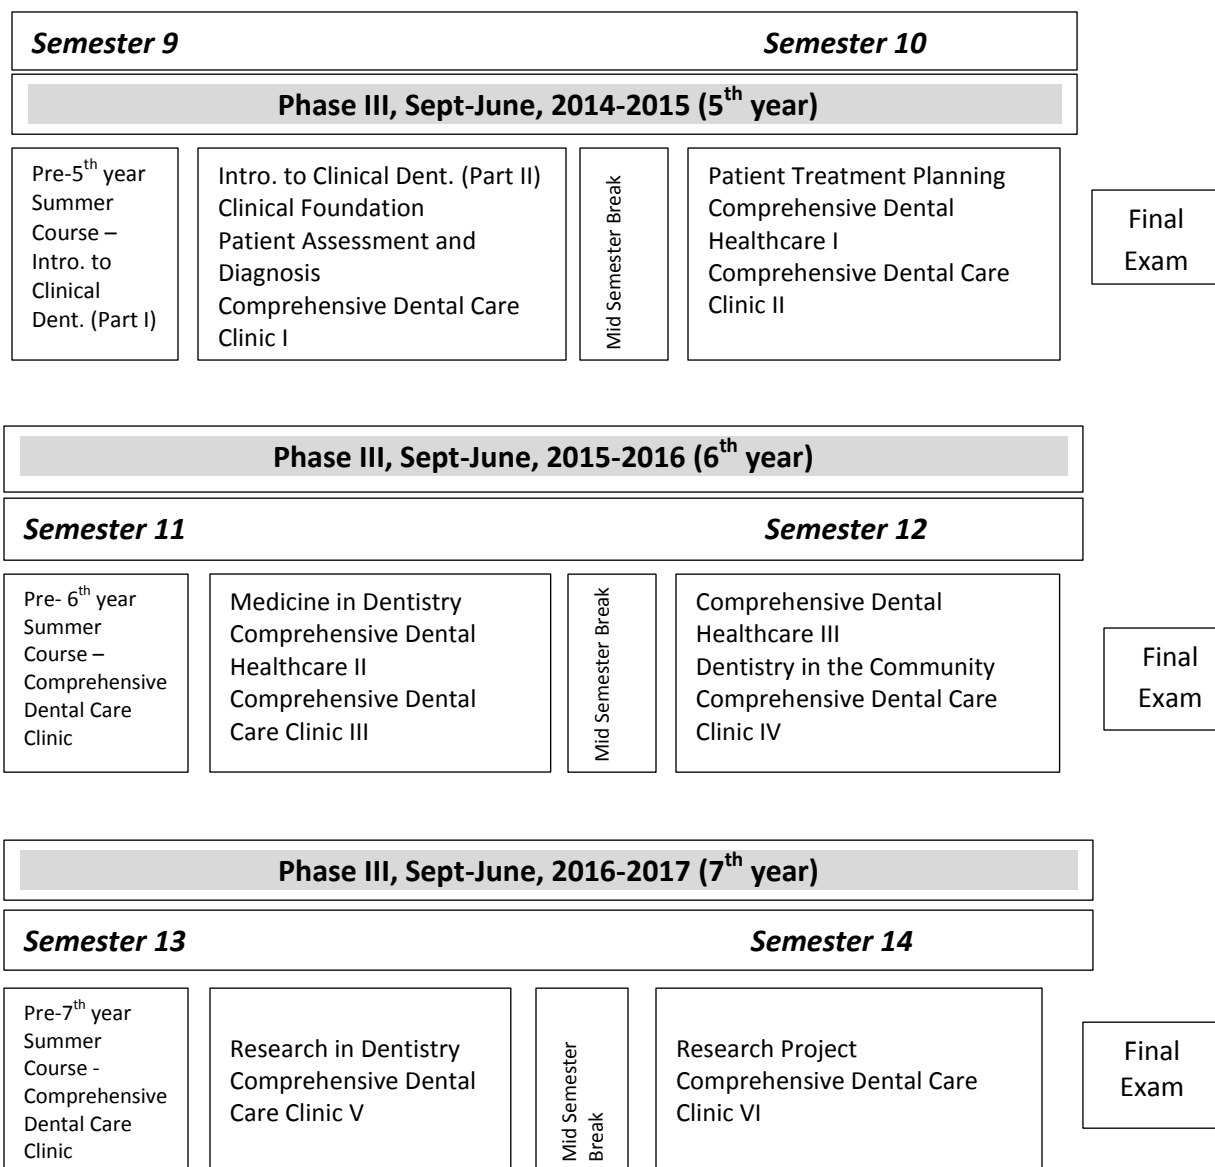 Semester 9
Semester 10
Phase III, Sept-June, 2014-2015 (5th year)
Pre-5th year
Summer
Course –
Intro. to
Clinical
Dent. (Part I)
Intro. to Clinical Dent. (Part II)
Clinical Foundation
Patient Assessment and
Diagnosis
Comprehensive Dental Care
Clinic I
Mid Semester Break
Patient Treatment Planning
Comprehensive Dental
Healthcare I
Comprehensive Dental Care
Clinic II
Final
Exam
Phase III, Sept-June, 2015-2016 (6th year)
Semester 11
Semester 12
Pre- 6th year
Summer
Course –
Comprehensive
Dental Care
Clinic
Medicine in Dentistry
Comprehensive Dental
Healthcare II
Comprehensive Dental
Care Clinic III
Mid Semester Break
Comprehensive Dental
Healthcare III
Dentistry in the Community
Comprehensive Dental Care
Clinic IV
Final
Exam
Phase III, Sept-June, 2016-2017 (7th year)
Semester 13
Semester 14
Pre-7th year
Summer
Course -
Comprehensive
Dental Care
Clinic
Research in Dentistry
Comprehensive Dental
Care Clinic V
Mid Semester
Break
Research Project
Comprehensive Dental Care
Clinic VI
Final
Exam